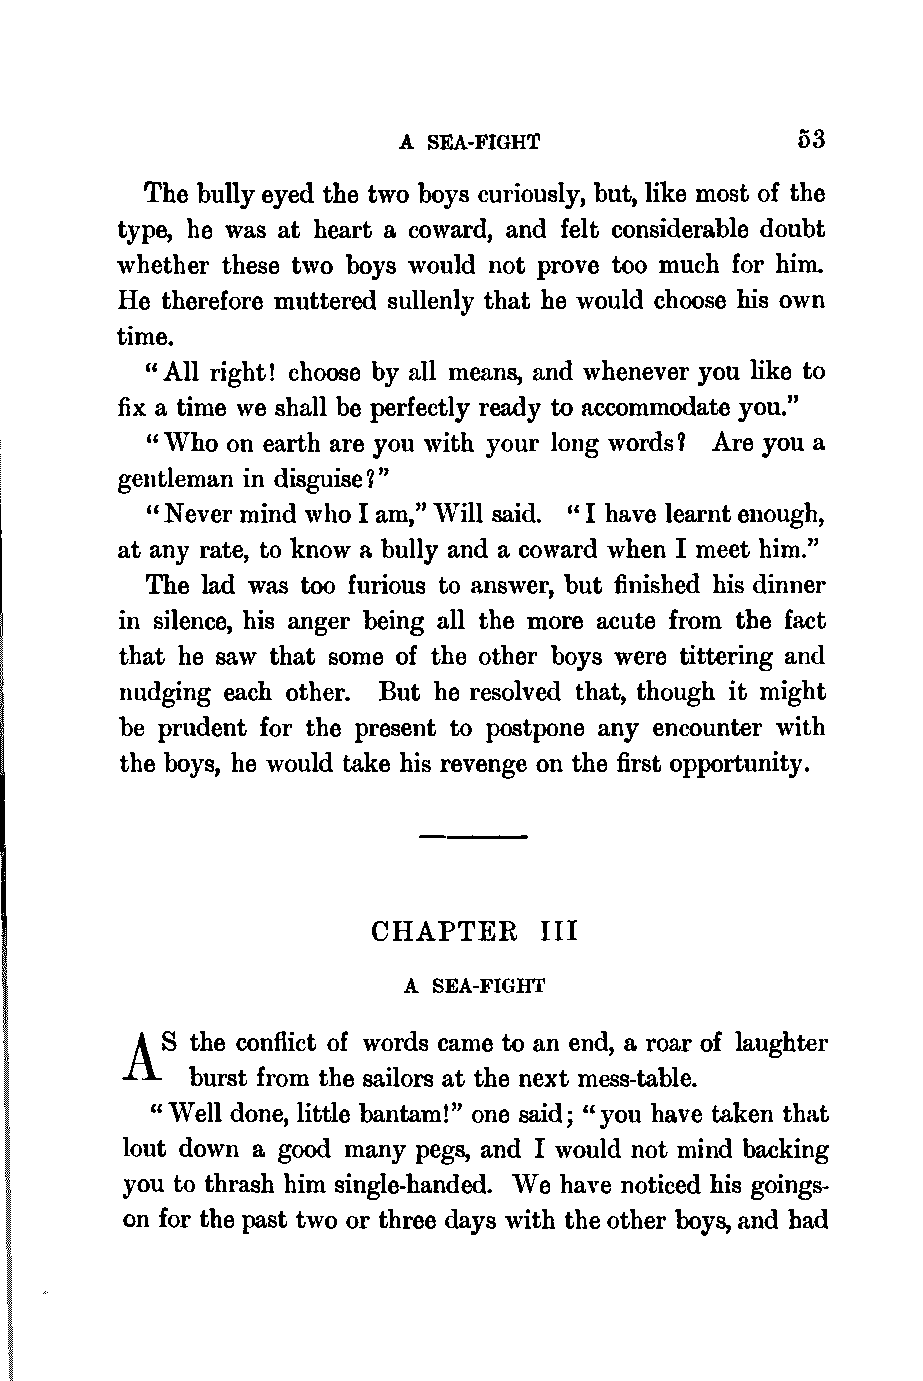 A SEA-FIGHT 53
The bully eyed the two boys curiously, but, like most of the
type, he was at heart a coward, and felt considerable doubt
whether these two boys would not prove too much for him.
He therefore muttered sullenly that he would choose his own
time.
"All right! choose by all means, and whenever you like to
fix a time we shall be perfectly ready to accommodate you."
"Who on earth are you with your long words? Are you a
gentleman in disguise?"
"Never mind who I am," Will said. "I have learnt enough,
at any rate, to know a bully and a coward when I meet him."
The lad was too furious to answer, but finished his dinner
in silence, his anger being all the more acute from the fact
that he saw that some of the other boys were tittering and
nudging each other. But he resolved that, though it might
be prudent for the present to postpone any encounter with
the boys, he would take his revenge on the first opportunity.
CHAPTER III
A SEA-FIGHT
AS the conflict of words came to an end, a roar of laughter
burst from the sailors at the next mess-table.
"Well done, little bantam!" one said; "you have taken that
lout down a good many pegs, and I would not mind backing
you to thrash him single-handed. We have noticed his goings-
on for the past two or three days with the other boys, and had